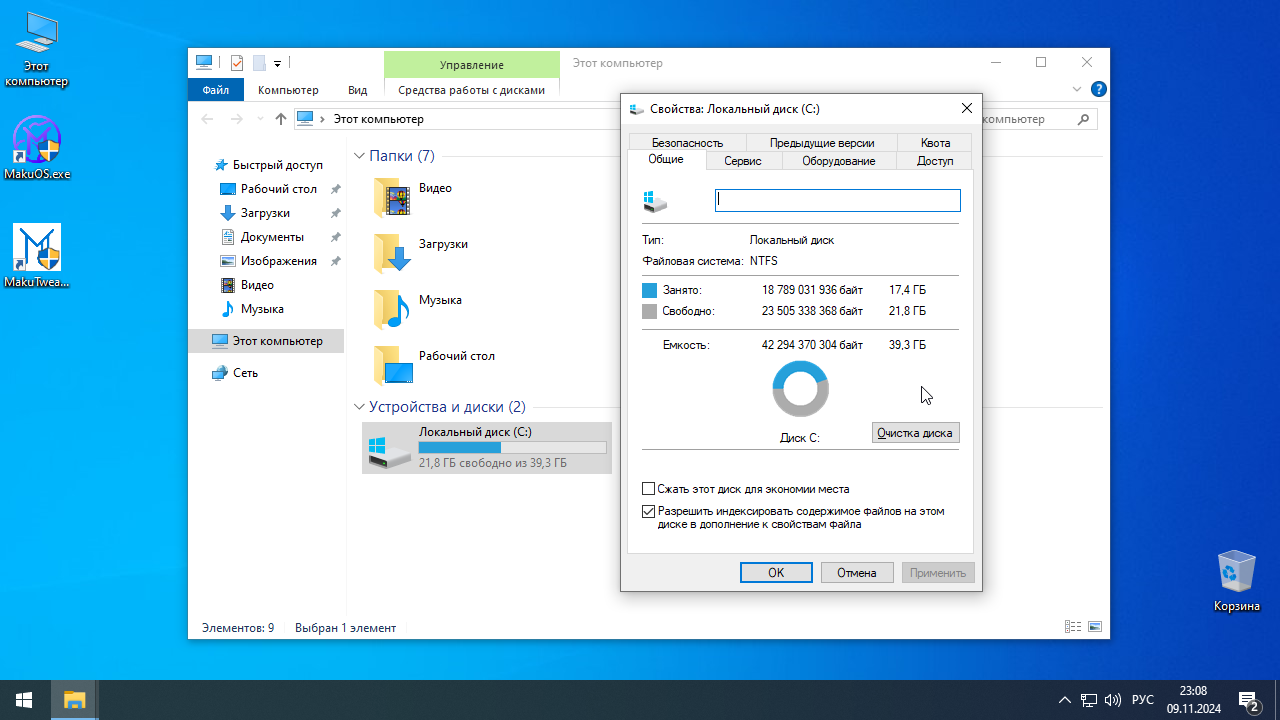 Этот
компьютер
MakuOS.exe
MakuTwea...
Управление
Этот компьютер
Файл
Компьютер
Вид
Средства работы с дисками
Этот компьютер
компьютер
Быстрый доступ
Рабочий стол
Загрузки
Документы
Изображения
Видео
Музыка
Этот компьютер
Сеть
Папки (7)
Видео
Загрузки
Музыка
Рабочий стол
Устройства и диски (2)
Локальный диск (C:)
21,8 ГБ свободно из 39,3 ГБ
Элементов: 9
Выбран 1 элемент
Свойства: Локальный диск (C:)
Безопасность
Предыдущие версии
Квота
Общие
Сервис
Оборудование
Доступ
Тип:
Локальный диск
Файловая система:
NTFS
Занято:
18 789 031 936 байт
17,4 ГБ
Свободно:
23 505 338 368 байт
21,8 ГБ
Емкость:
42 294 370 304 байт
39,3 ГБ
Диск C:
Очистка диска
Сжать этот диск для экономии места
Разрешить индексировать содержимое файлов на этом
диске в дополнение к свойствам файла
OK
Отмена
Применить
Корзина
РУС
23:08
09.11.2024
2